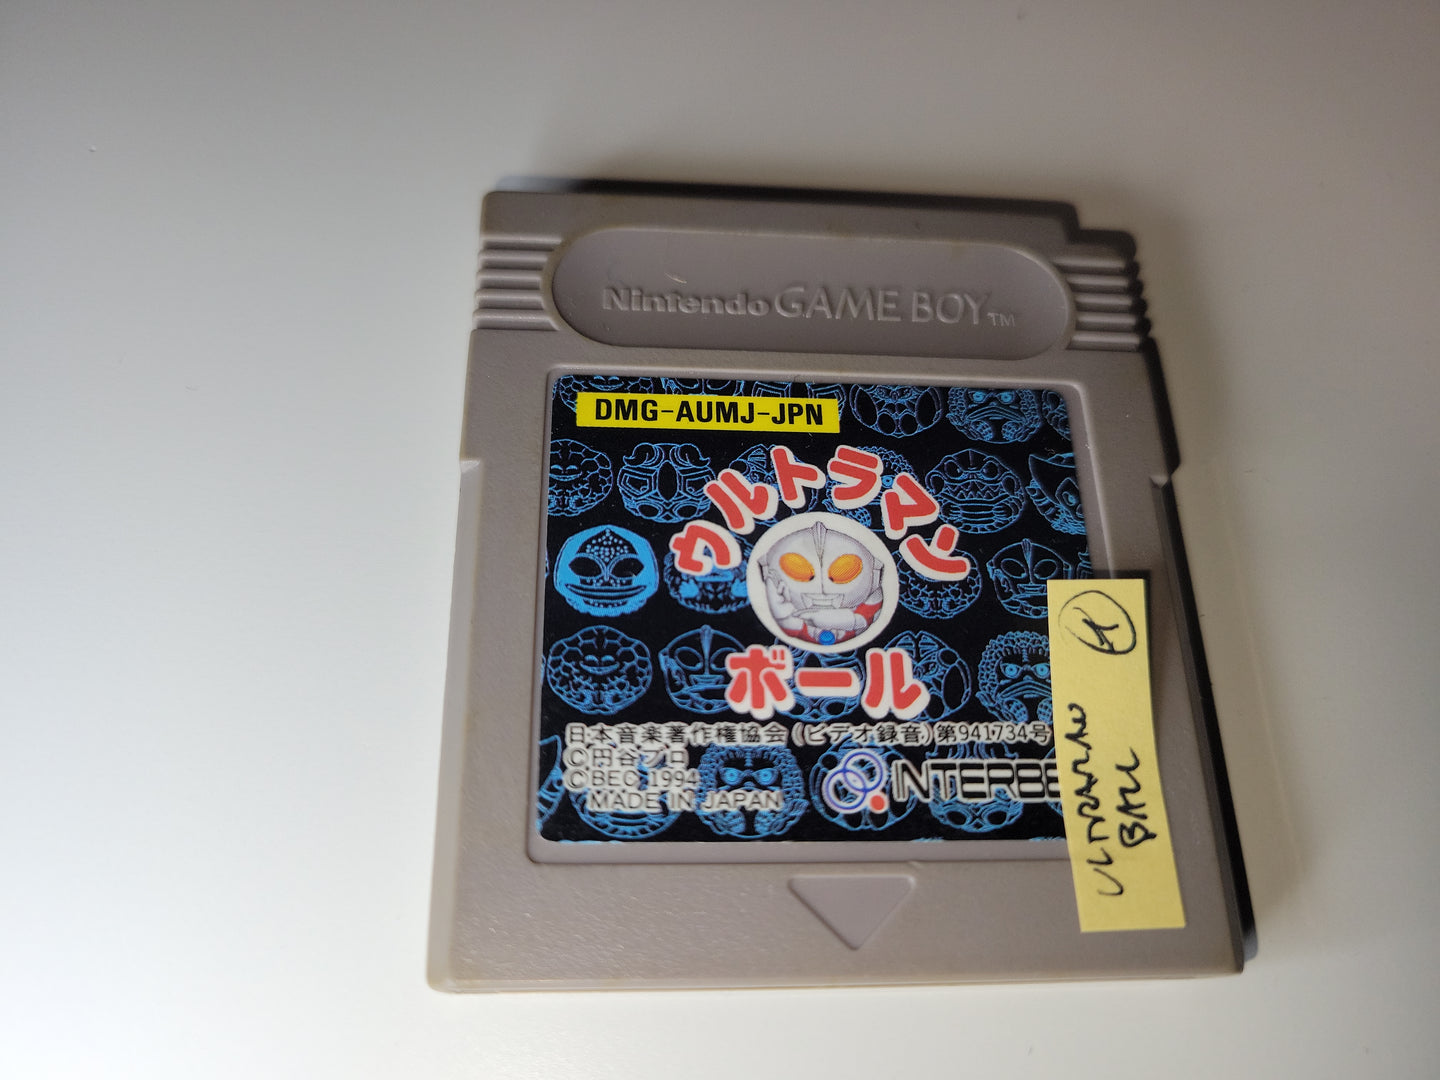 Nintendo GAME BOY TM
DMG-AUMJ-JPN
ウルトラマン
ボール
日本音楽著作権協会(ビデオ録音)第941734号
©円谷プロ
©BEC 1994
MADE IN JAPAN
INTERBE
ULTRAMAN
BALL